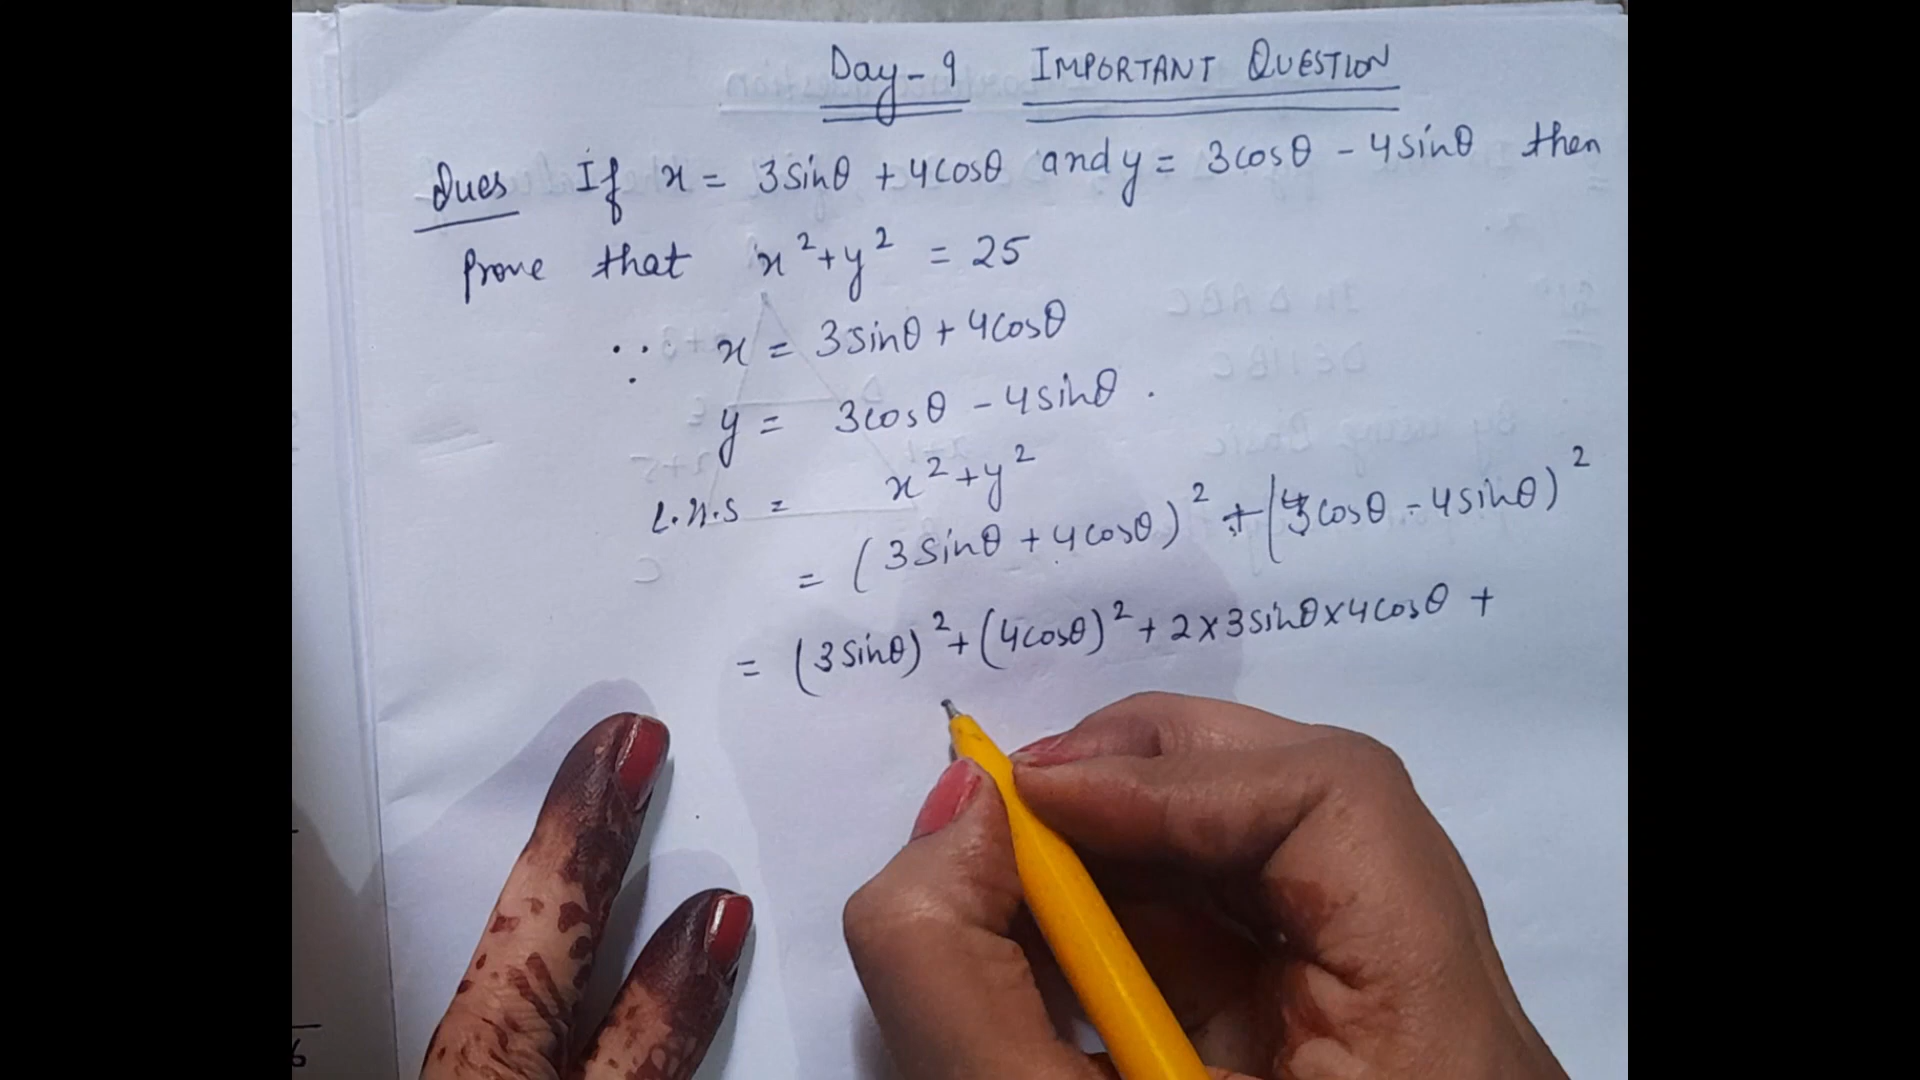 Day-9 IMPORTANT QUESTION
Ques If x = 3sinθ + 4cosθ and y = 3cosθ - 4sinθ then
Prove that x² + y² = 25
∵ x = 3sinθ + 4cosθ
y = 3cosθ - 4sinθ.
L.H.S = x² + y²
= (3sinθ + 4cosθ)² + (3cosθ - 4sinθ)²
= (3sinθ)² + (4cosθ)² + 2×3sinθ×4cosθ +
6